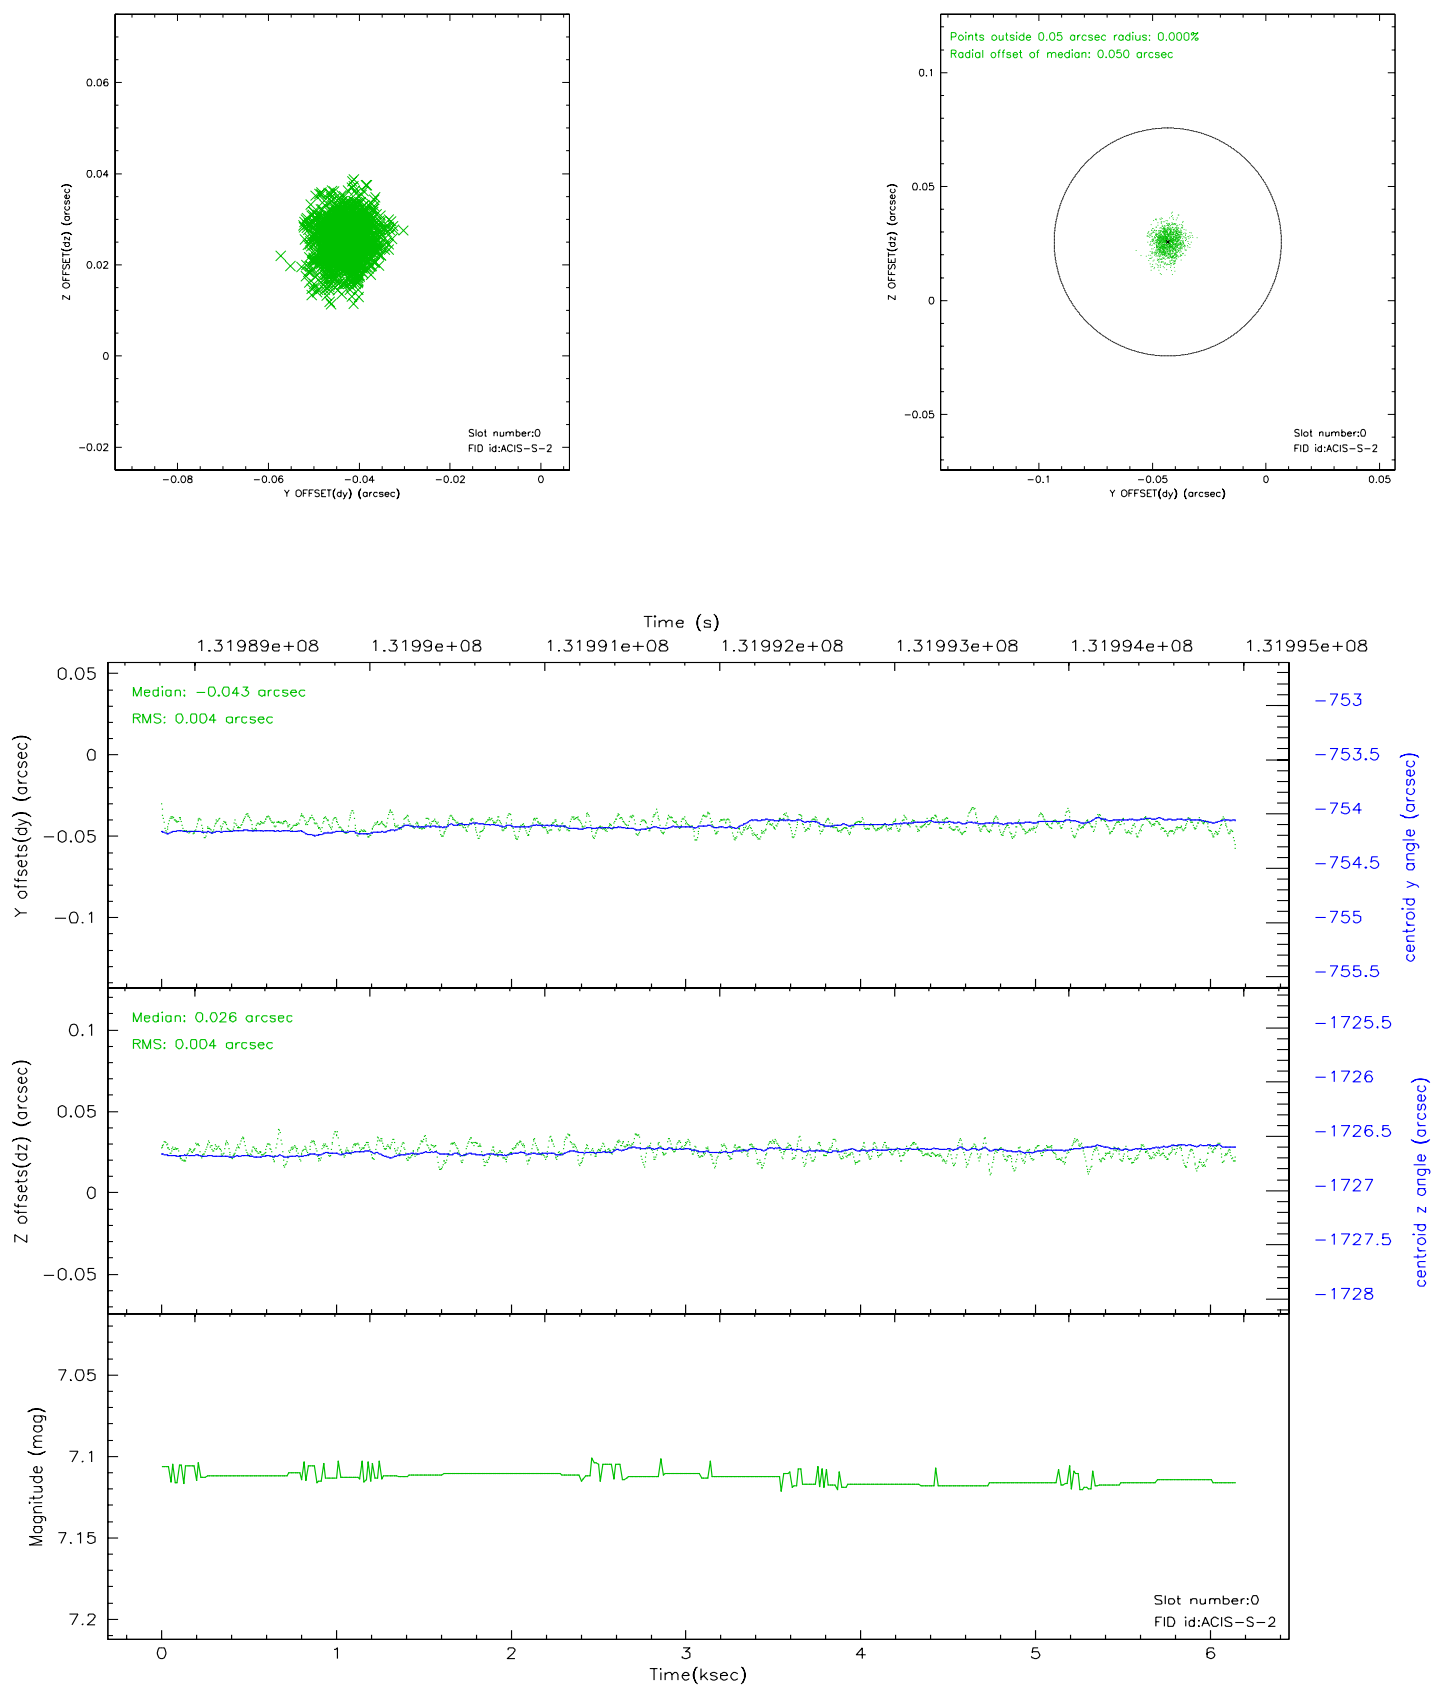 0.06
0.04
0.02
0
-0.02
Z OFFSET(dz) (arcsec)
Slot number:0
FID id:ACIS-S-2
-0.08 -0.06 -0.04 -0.02 0
Y OFFSET(dy) (arcsec)
Points outside 0.05 arcsec radius: 0.000%
Radial offset of median: 0.050 arcsec
0.1
0.05
0
-0.05
Z OFFSET(dz) (arcsec)
Slot number:0
FID id:ACIS-S-2
-0.1 -0.05 0 0.05
Y OFFSET(dy) (arcsec)
Time (s)
1.31989e+08 1.3199e+08 1.31991e+08 1.31992e+08 1.31993e+08 1.31994e+08 1.31995e+08
Median: -0.043 arcsec
RMS: 0.004 arcsec
0.05
0
-0.05
-0.1
Y offsets(dy) (arcsec)
-753
-753.5
-754
-754.5
-755
-755.5
centroid y angle (arcsec)
Median: 0.026 arcsec
RMS: 0.004 arcsec
0.1
0.05
0
-0.05
Z offsets(dz) (arcsec)
-1725.5
-1726
-1726.5
-1727
-1727.5
-1728
centroid z angle (arcsec)
7.05
7.1
7.15
7.2
Magnitude (mag)
Slot number:0
FID id:ACIS-S-2
0 1 2 3 4 5 6
Time(ksec)